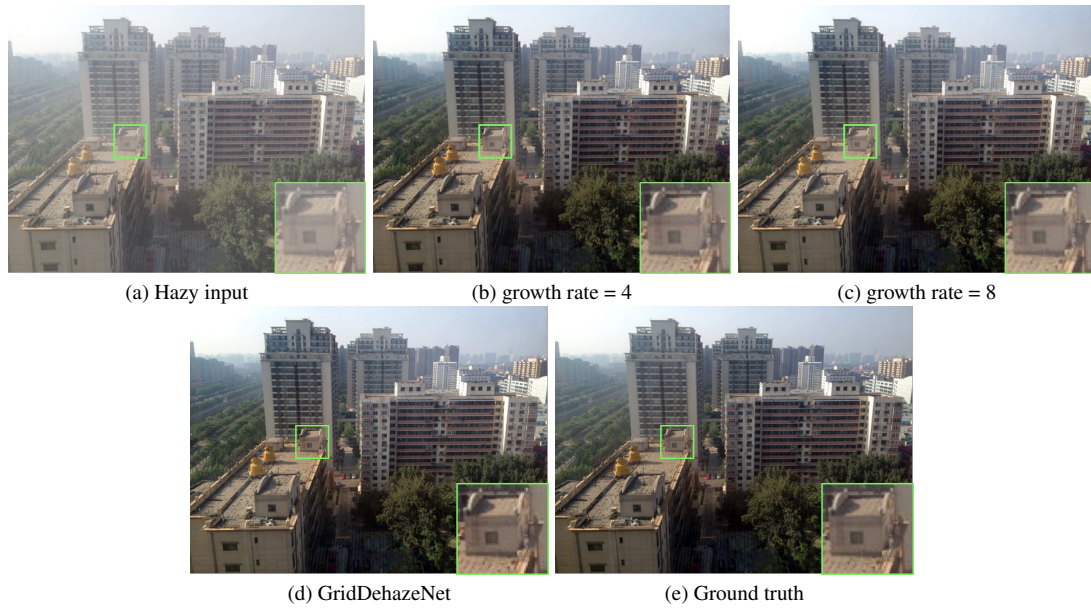 (a) Hazy input
(b) growth rate = 4
(c) growth rate = 8
(d) GridDehazeNet
(e) Ground truth